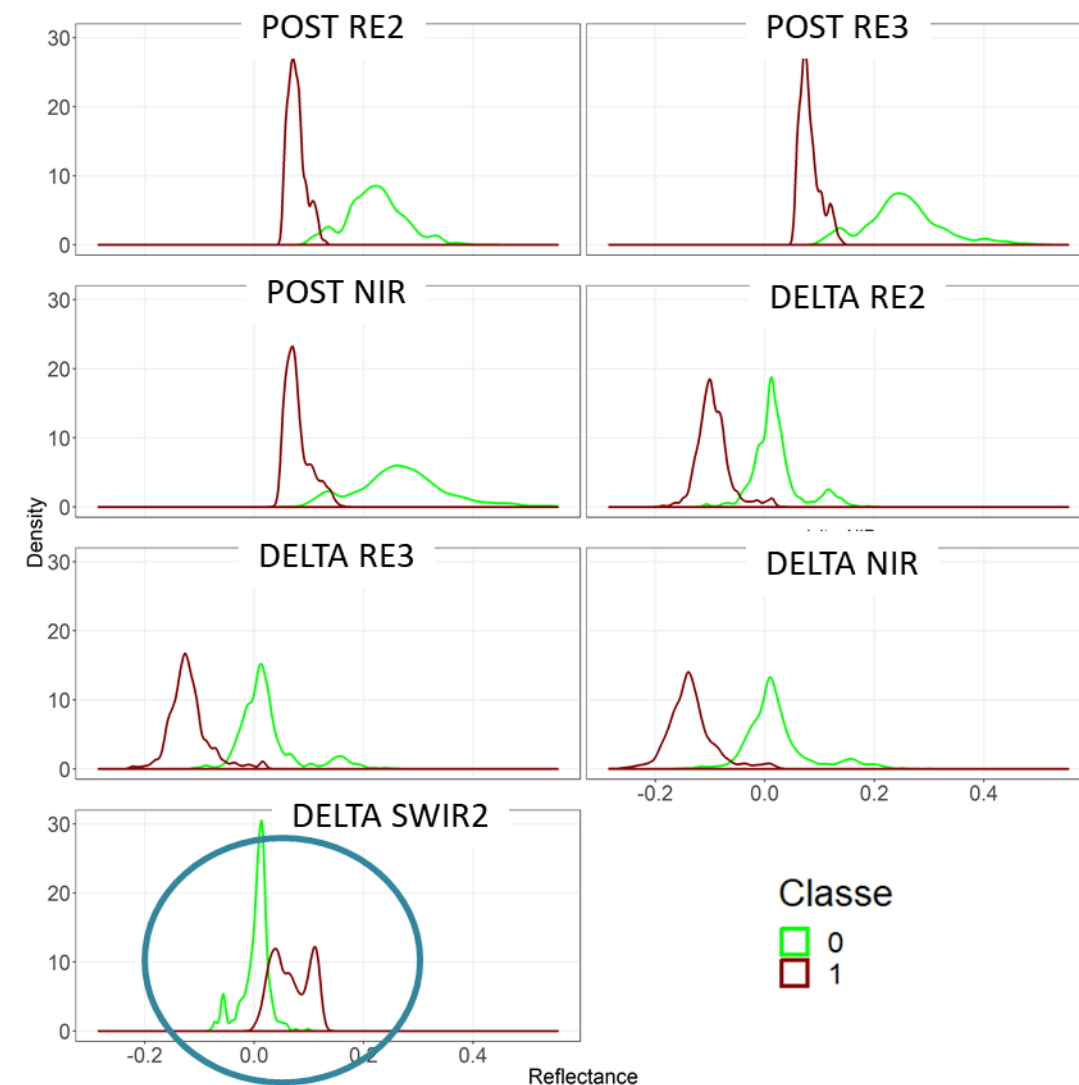 POST RE2
POST RE3
30
20
10
0
POST NIR
DELTA RE2
30
20
10
0
Density
DELTA RE3
DELTA NIR
30
20
10
0
-0.2 0.0 0.2 0.4
DELTA SWIR2
30
20
10
0
-0.2 0.0 0.2 0.4
Reflectance
Classe
0
1